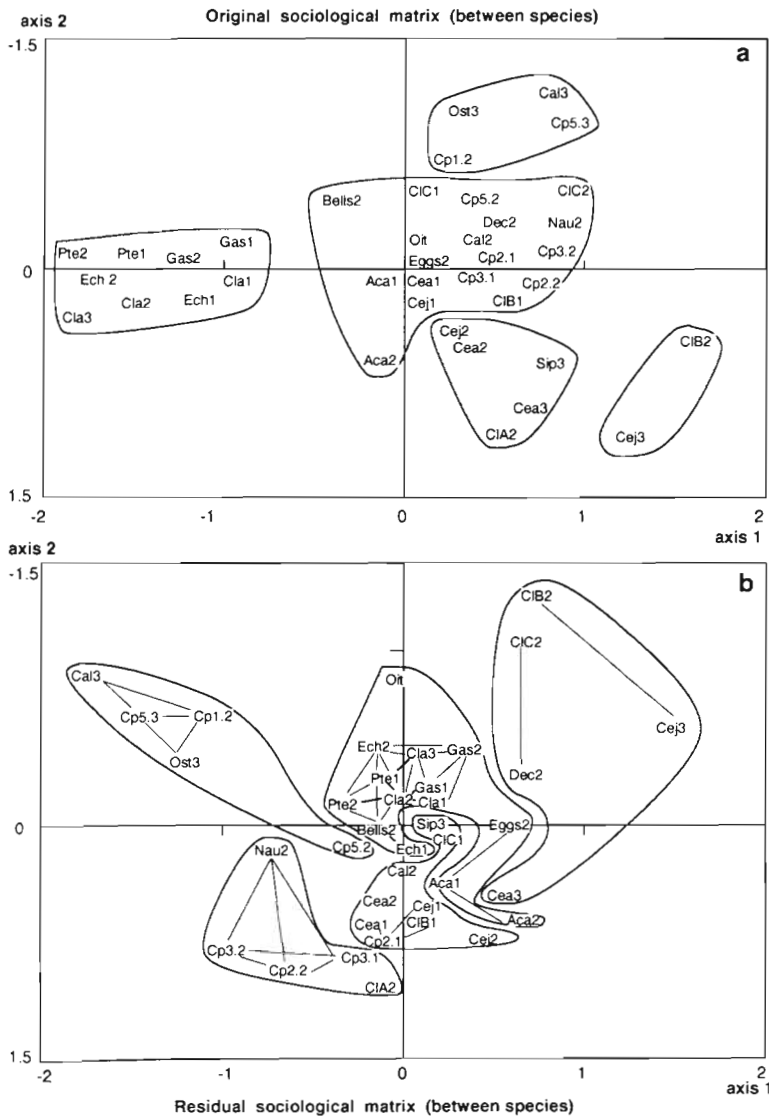 Original sociological matrix (between species)
axis 2
-1.5
a
Cal3
Ost3
Cp5.3
Cp1.2
Bells2
ClC1
Cp5.2
ClC2
Dec2
Nau2
Gas1
Oit
Cal2
Pte2
Pte1
Gas2
Eggs2
Cp2.1
Cp3.2
0
Ech 2
Cla1
Aca1
Cea1
Cp3.1
Cp2.2
Cla2
Ech1
Cej1
ClB1
Cla3
Cej2
Cea2
ClB2
Aca2
Sip3
Cea3
ClA2
Cej3
1.5
-2
-1
0
1
2
axis 1
axis 2
-1.5
b
ClB2
ClC2
Cal3
Oit
Cp5.3
Cp1.2
Cej3
Ost3
Ech2
Cla3
Gas2
Pte1
Dec2
Gas1
Pte2
Cla2
Cla1
0
Bells2
Sip3
Eggs2
Nau2
Cp5.2
Ech1
ClC1
Cal2
Aca1
Cea3
Cea2
Cej1
Aca2
Cea1
ClB1
Cp2.1
Cej2
Cp3.2
Cp3.1
Cp2.2
ClA2
1.5
-2
-1
0
1
2
axis 1
Residual sociological matrix (between species)